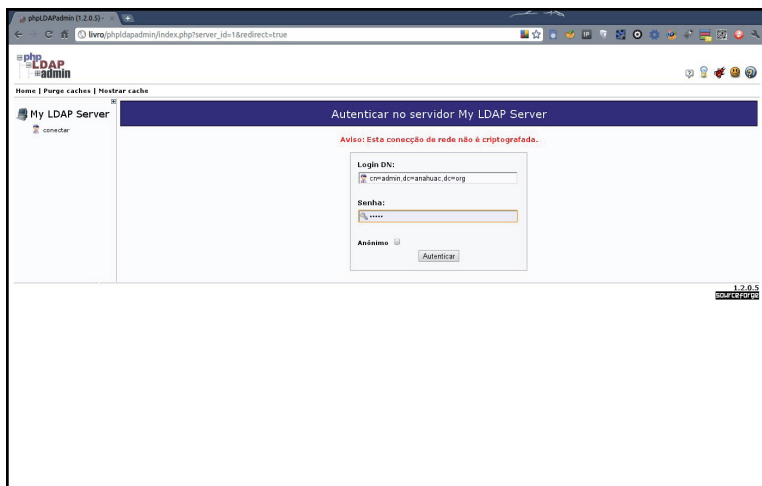 phpLDAPadmin (1.2.0.5) -
livro/phpldapadmin/index.php?server_id=1&redirect=true
php
LDAP
admin
Home | Purge caches | Mostrar cache
My LDAP Server
conectar
Autenticar no servidor My LDAP Server
Aviso: Esta conecção de rede não é criptografada.
Login DN:
cn=admin,dc=anahuac,dc=org
Senha:
•••••
Anônimo
Autenticar
1.2.0.5
sourceforge